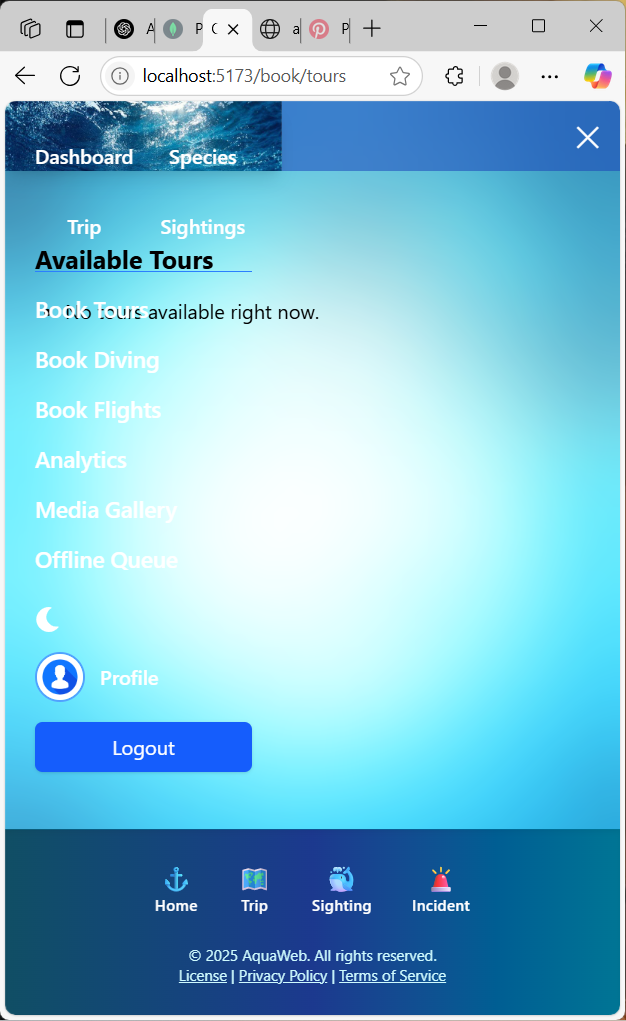 A
P
C
a
P
localhost:5173/book/tours
Dashboard Species
Trip Sightings
Available Tours
Book Tours
No tours available right now.
Book Diving
Book Flights
Analytics
Media Gallery
Offline Queue
Profile
Logout
Home Trip Sighting Incident
© 2025 AquaWeb. All rights reserved.
License | Privacy Policy | Terms of Service